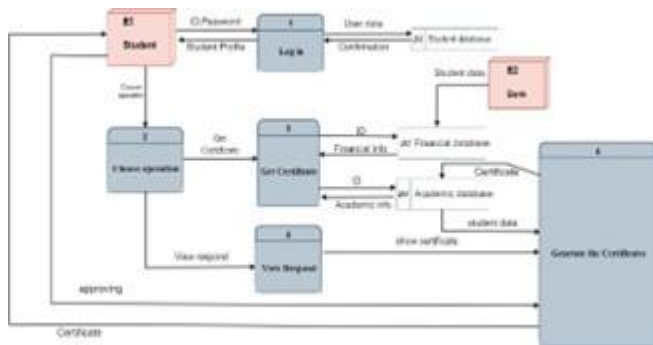 E1
Student
ID,Password
Student Profile
1
Log in
User data
Confirmation
Student database
E2
Bank
Student data
Choose operation
2
Choose operation
Get Certificate
3
Get Certificate
ID
Financial info
Financial database
ID
Academic info
Academic database
Certificate
student data
Generate the Certificates
View respond
4
View Request
show certificate
approving
Certificate